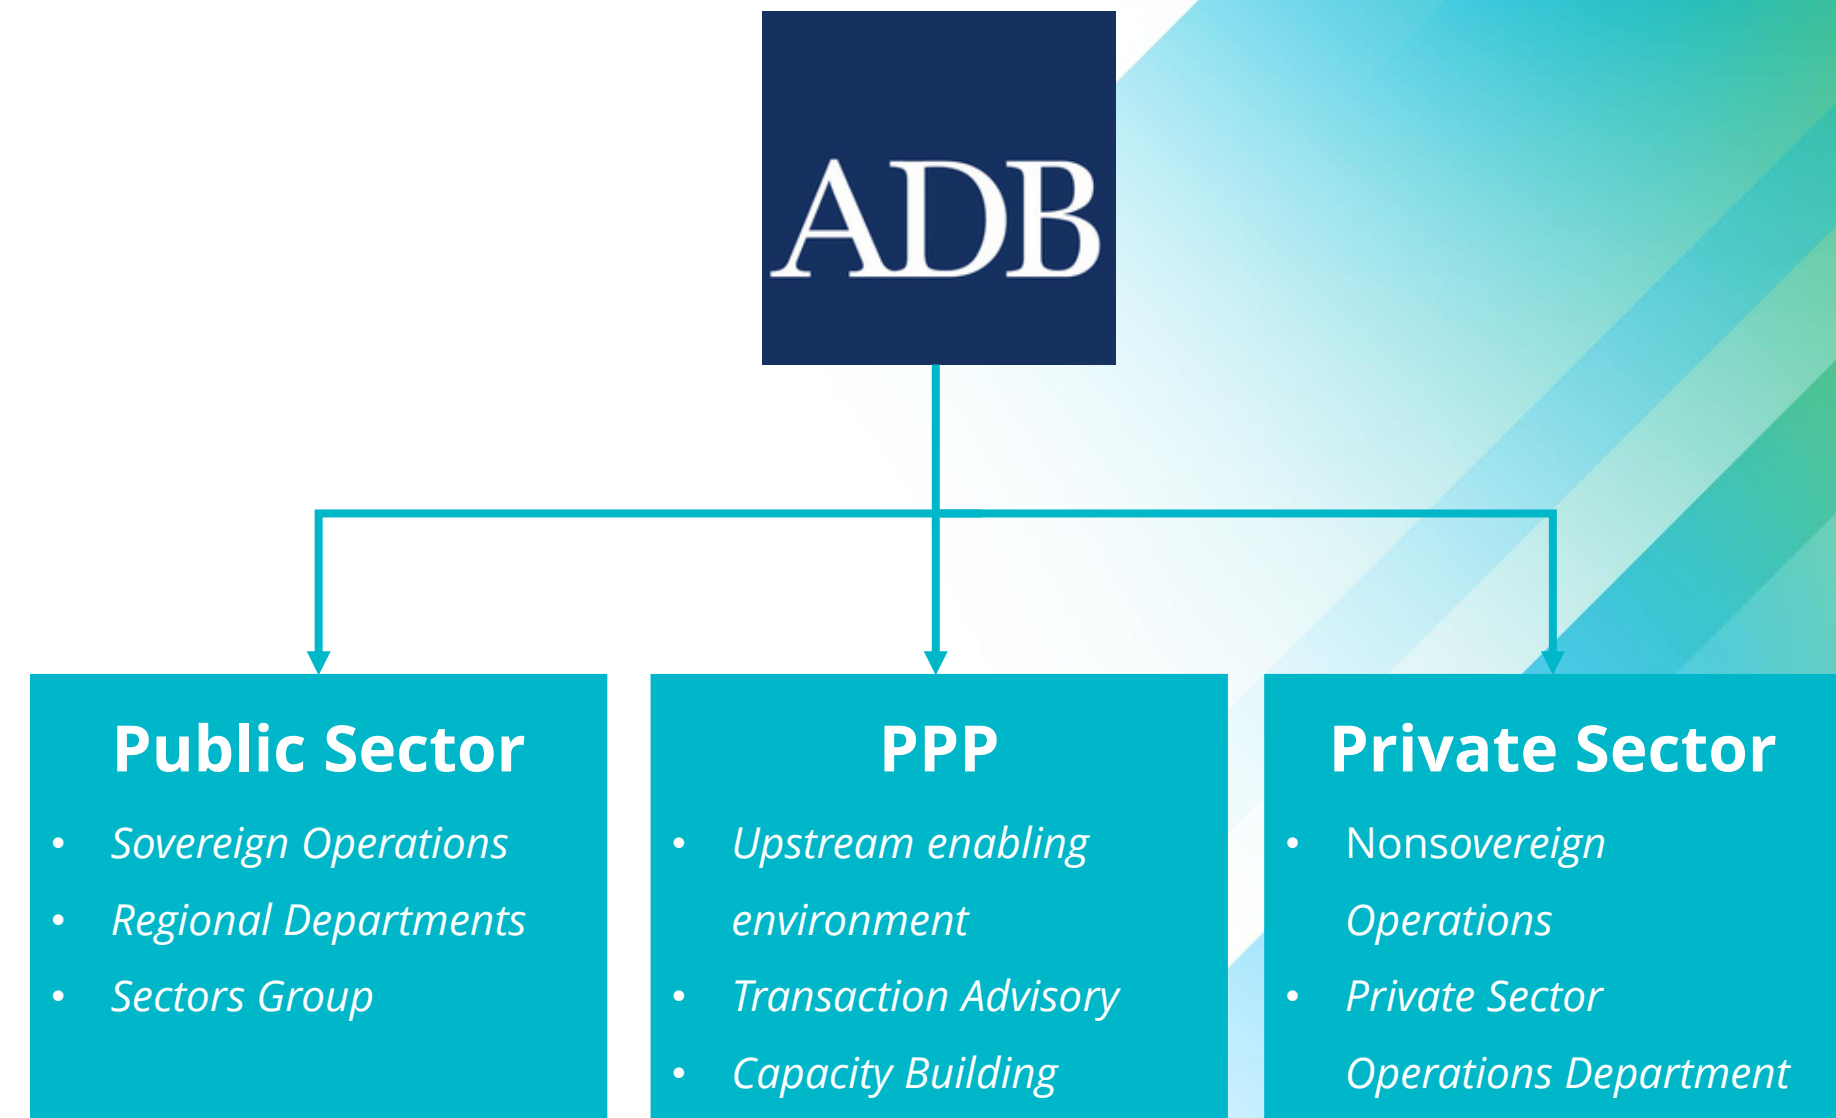 ADB
Public Sector
• Sovereign Operations
• Regional Departments
• Sectors Group
PPP
• Upstream enabling
environment
• Transaction Advisory
• Capacity Building
Private Sector
• Nonsovereign
Operations
• Private Sector
Operations Department